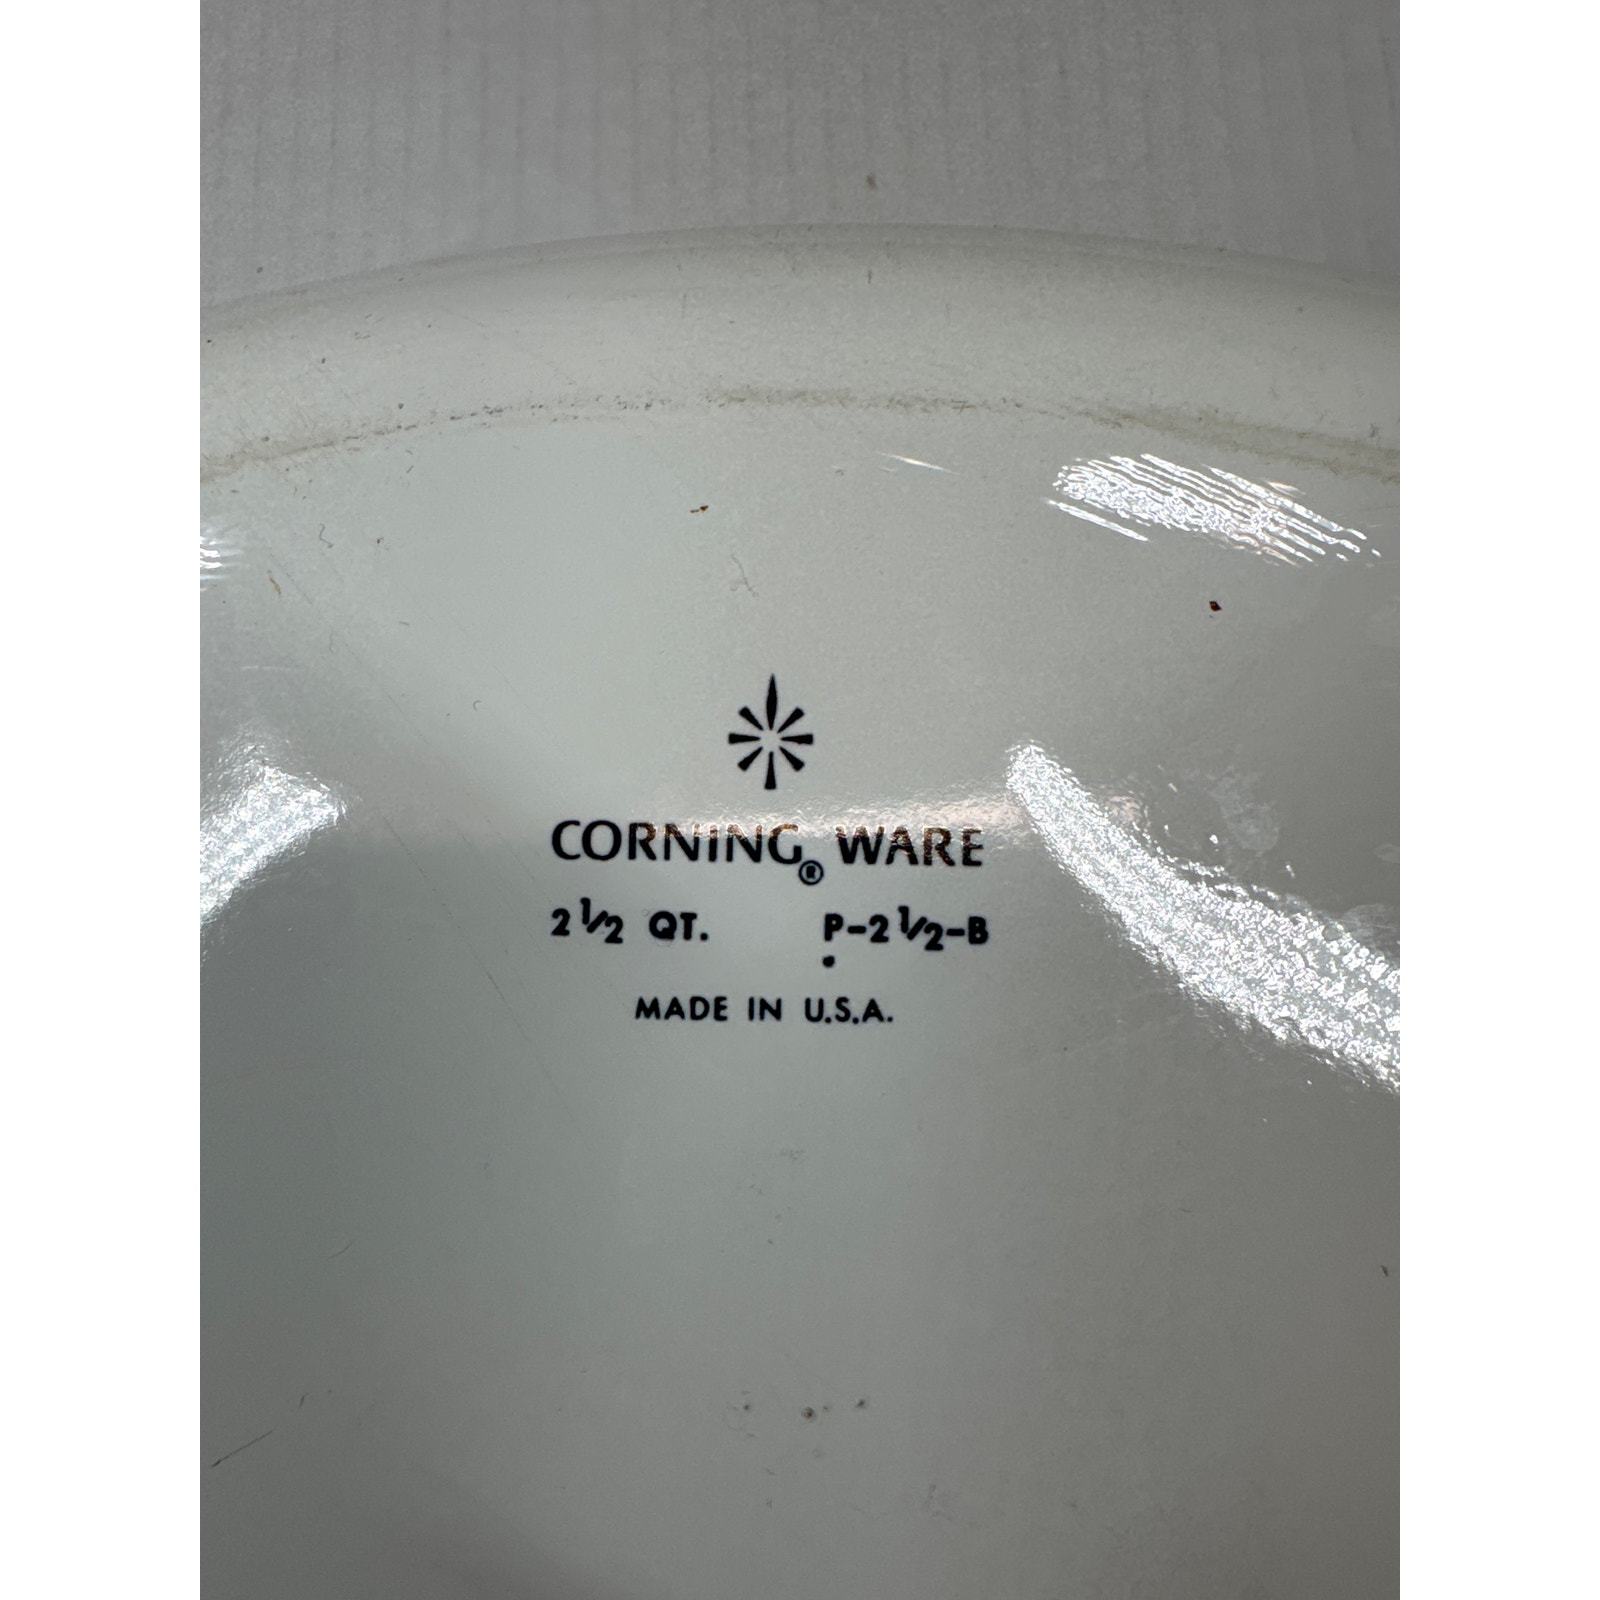 CORNING® WARE
2 1/2 QT. P-2 1/2-B
MADE IN U.S.A.